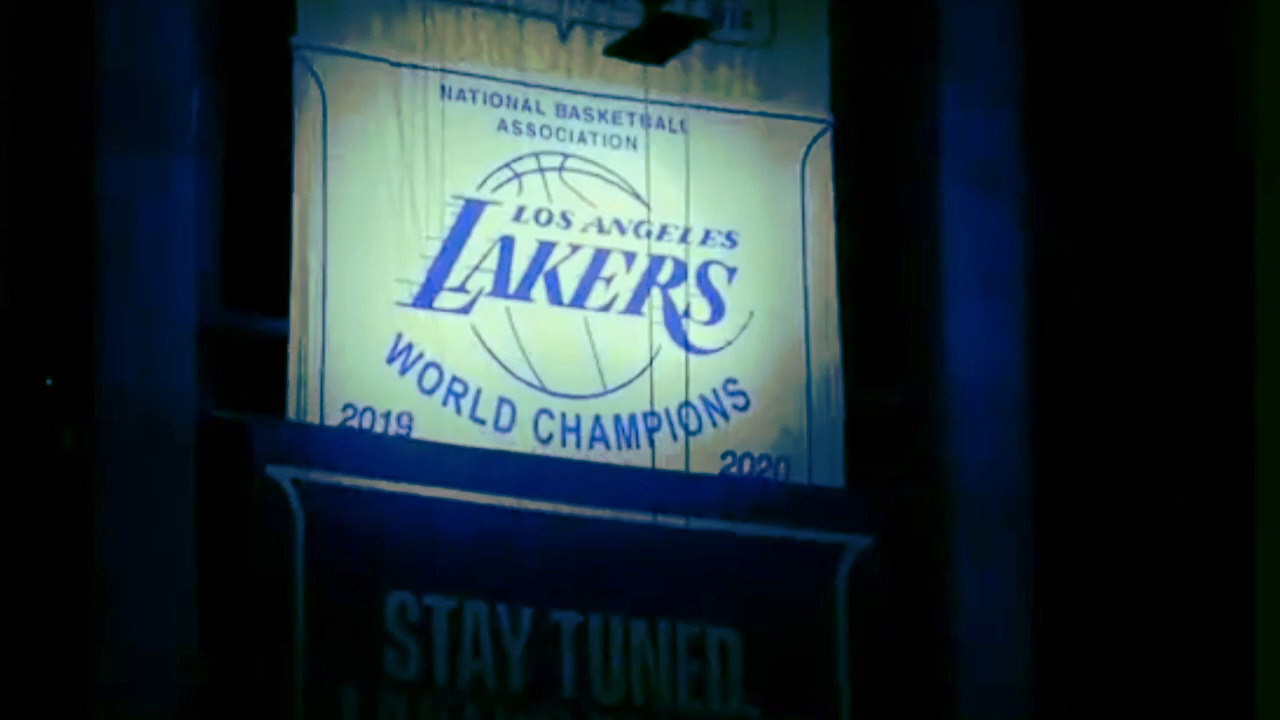 NATIONAL BASKETBALL
ASSOCIATION
LOS ANGELES
LAKERS
WORLD CHAMPIONS
2019
2020
STAY TUNED.